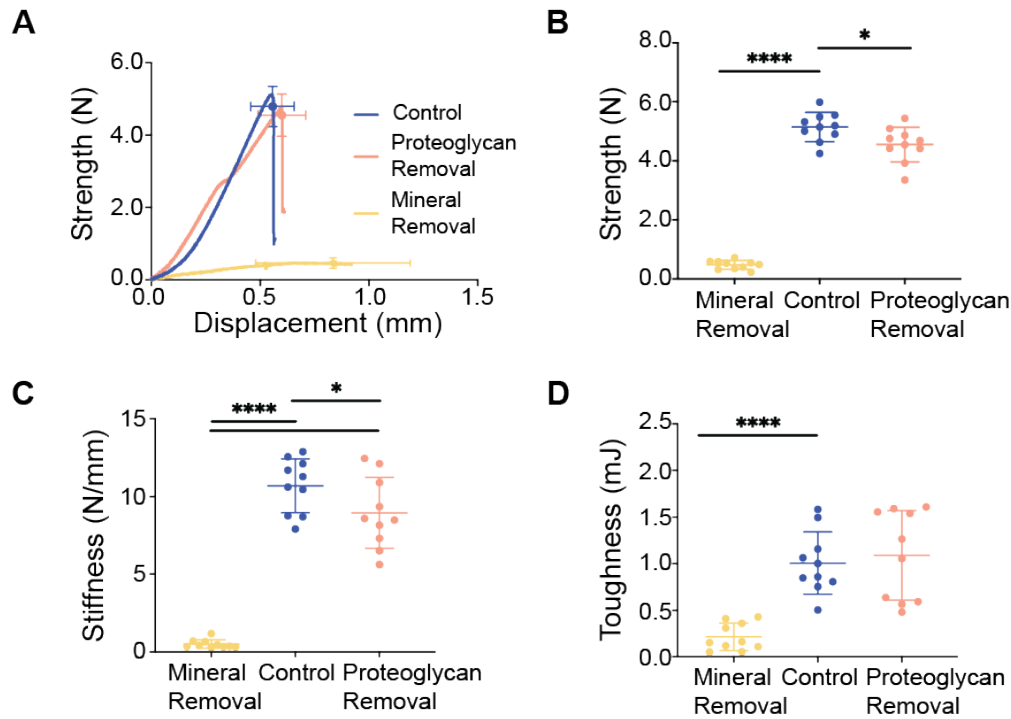 A
Strength (N)
6.0
4.0
2.0
0.0
0.0
0.5
1.0
1.5
Displacement (mm)
Control
Proteoglycan
Removal
Mineral
Removal
B
Strength (N)
8.0
6.0
4.0
2.0
0.0
****
*
Mineral
Removal
Control
Proteoglycan
Removal
C
Stiffness (N/mm)
15
10
5
0
****
*
Mineral
Removal
Control
Proteoglycan
Removal
D
Toughness (mJ)
2.5
2.0
1.5
1.0
0.5
0.0
****
Mineral
Removal
Control
Proteoglycan
Removal